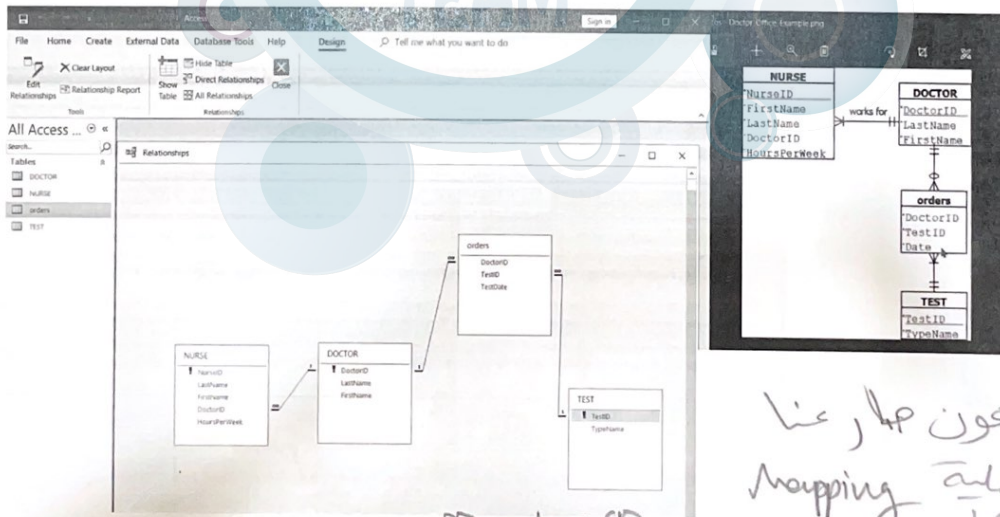 Access
Sign in
Doctor Office Example.png
File Home Create External Data Database Tools Help Design Tell me what you want to do
Edit Relationships
Clear Layout
Relationship Report
Tools
Show Table
Hide Table
Direct Relationships
All Relationships
Relationships
Close
All Access ...
Search...
Tables
DOCTOR
NURSE
orders
TEST
Relationships
NURSE
NurseID
LastName
FirstName
DoctorID
HoursPerWeek
DOCTOR
DoctorID
LastName
FirstName
orders
DoctorID
TestID
TestDate
TEST
TestID
TypeName
NURSE
*NurseID
*FirstName
*LastName
*DoctorID
*HoursPerWeek
works for
DOCTOR
*DoctorID
*LastName
*FirstName
orders
*DoctorID
*TestID
*Date
TEST
*TestID
*TypeName
صار عنا
Mapping